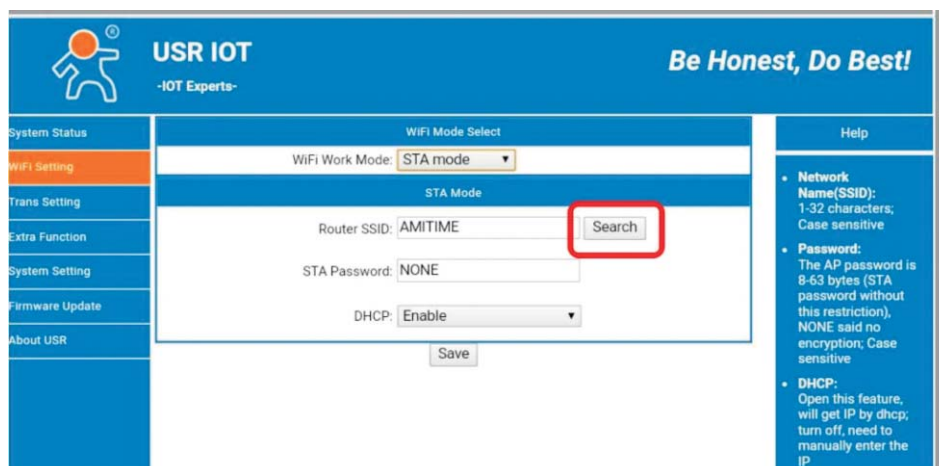 ®
USR IOT
-IOT Experts-
Be Honest, Do Best!
System Status
WiFi Setting
Trans Setting
Extra Function
System Setting
Firmware Update
About USR
WiFi Mode Select
WiFi Work Mode: STA mode
STA Mode
Router SSID: AMITIME Search
STA Password: NONE
DHCP: Enable
Save
Help
• Network
Name(SSID):
1-32 characters;
Case sensitive
• Password:
The AP password is
8-63 bytes (STA
password without
this restriction),
NONE said no
encryption; Case
sensitive
• DHCP:
Open this feature,
will get IP by dhcp;
turn off, need to
manually enter the
IP